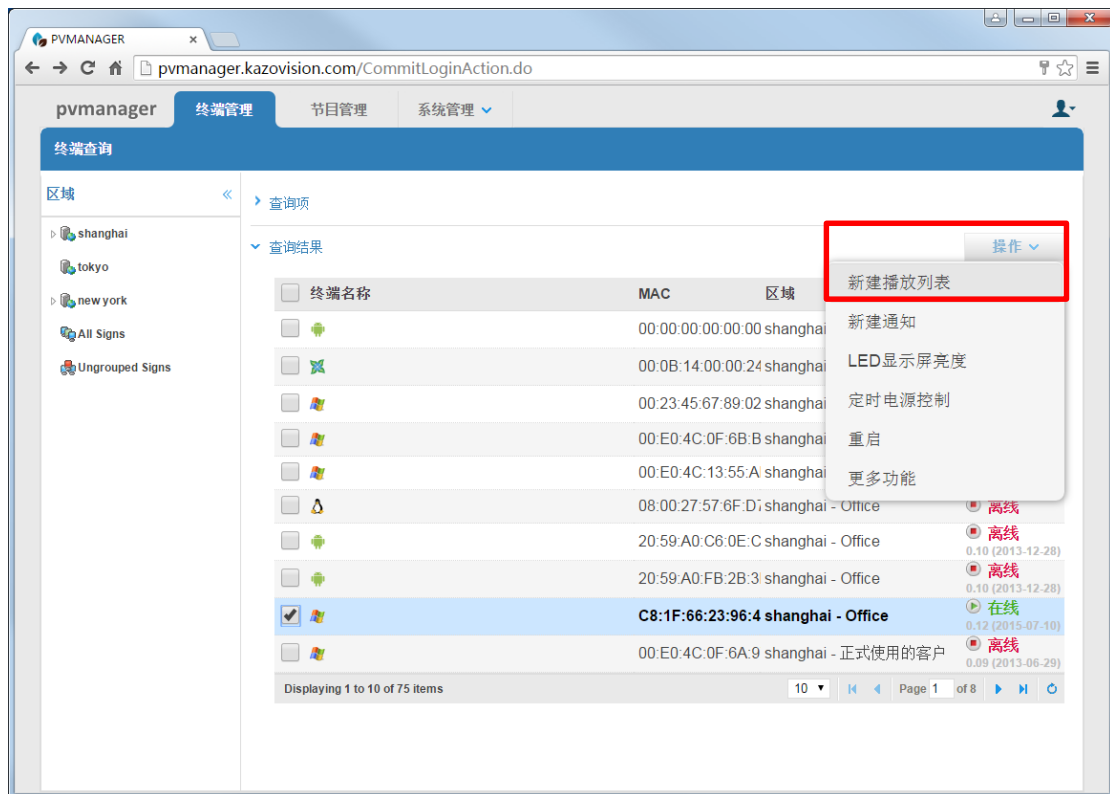 PVMANAGER
pvmanager.kazovision.com/CommitLoginAction.do
pvmanager 终端管理 节目管理 系统管理
终端查询
区域
shanghai
tokyo
new york
All Signs
Ungrouped Signs
查询项
查询结果
操作
新建播放列表
新建通知
LED显示屏亮度
定时电源控制
重启
更多功能
终端名称 MAC 区域
00:00:00:00:00:00 shanghai
00:0B:14:00:00:24 shanghai
00:23:45:67:89:02 shanghai
00:E0:4C:0F:6B:B shanghai
00:E0:4C:13:55:A shanghai
08:00:27:57:6F:D shanghai - Office 离线
20:59:A0:C6:0E:C shanghai - Office 离线
0.10 (2013-12-28)
20:59:A0:FB:2B:3 shanghai - Office 离线
0.10 (2013-12-28)
C8:1F:66:23:96:4 shanghai - Office 在线
0.12 (2015-07-10)
00:E0:4C:0F:6A:9 shanghai - 正式使用的客户 离线
0.09 (2013-06-29)
Displaying 1 to 10 of 75 items 10 Page 1 of 8